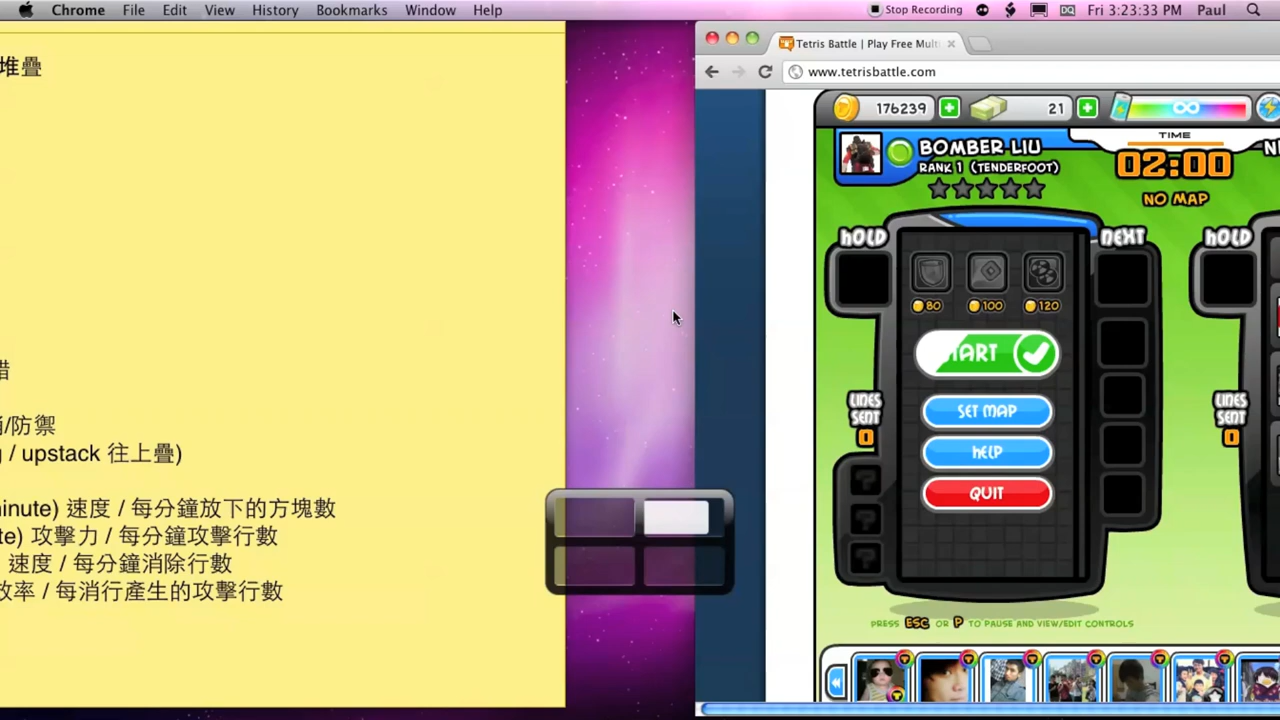 Chrome File Edit View History Bookmarks Window Help Stop Recording DQ Fri 3:23:33 PM Paul
堆疊
錯
/防禦
/ upstack 往上疊)
minute) 速度 / 每分鐘放下的方塊數
te) 攻擊力 / 每分鐘攻擊行數
速度 / 每分鐘消除行數
效率 / 每消行產生的攻擊行數
Tetris Battle | Play Free Mult
www.tetrisbattle.com
176239 21
BOMBER LIU
RANK 1 (TENDERFOOT)
TIME
02:00
NO MAP
HOLD NEXT HOLD
80 100 120
START
SET MAP
HELP
QUIT
LINES SENT 0
LINES SENT 0
PRESS ESC OR P TO PAUSE AND VIEW/EDIT CONTROLS